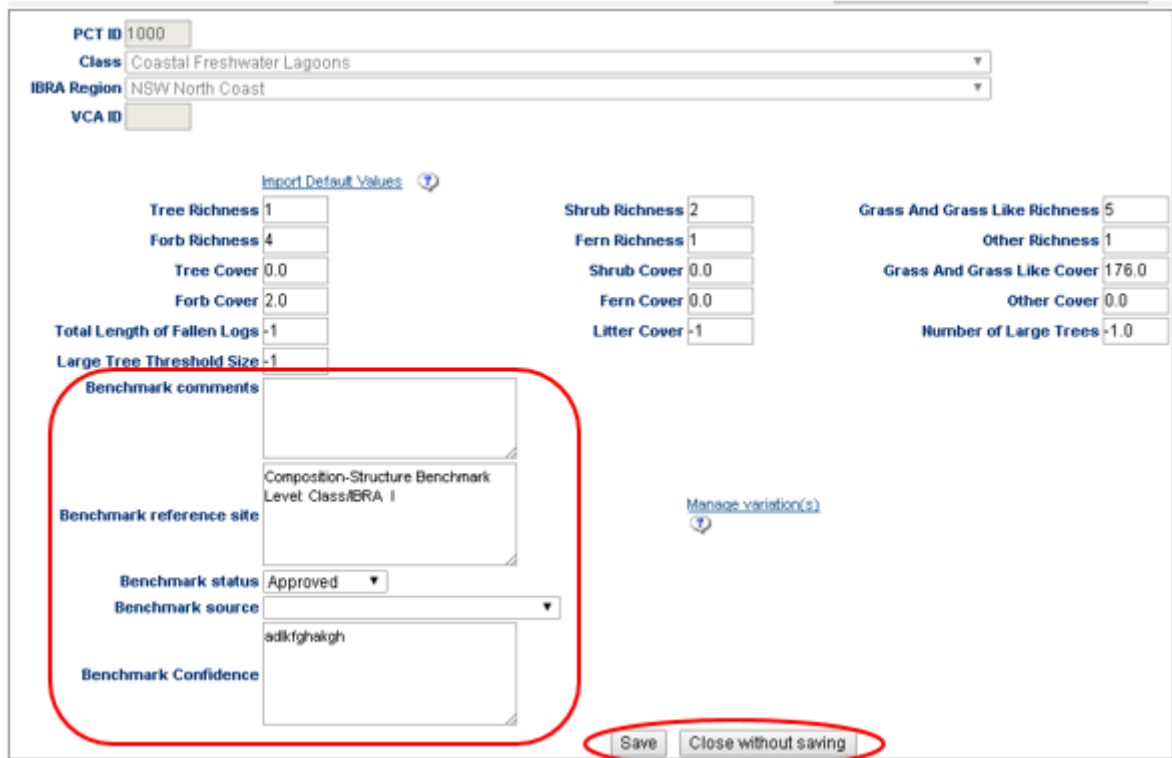 PCT ID 1000
Class Coastal Freshwater Lagoons
IBRA Region NSW North Coast
VCA ID
Import Default Values ?
Tree Richness 1 Shrub Richness 2 Grass And Grass Like Richness 5
Forb Richness 4 Fern Richness 1 Other Richness 1
Tree Cover 0.0 Shrub Cover 0.0 Grass And Grass Like Cover 176.0
Forb Cover 2.0 Fern Cover 0.0 Other Cover 0.0
Total Length of Fallen Logs -1 Litter Cover -1 Number of Large Trees -1.0
Large Tree Threshold Size -1
Benchmark comments
Composition-Structure Benchmark
Level: Class/IBRA I
Benchmark reference site
Manage variation(s)
?
Benchmark status Approved
Benchmark source
adlkfghakgh
Benchmark Confidence
Save Close without saving